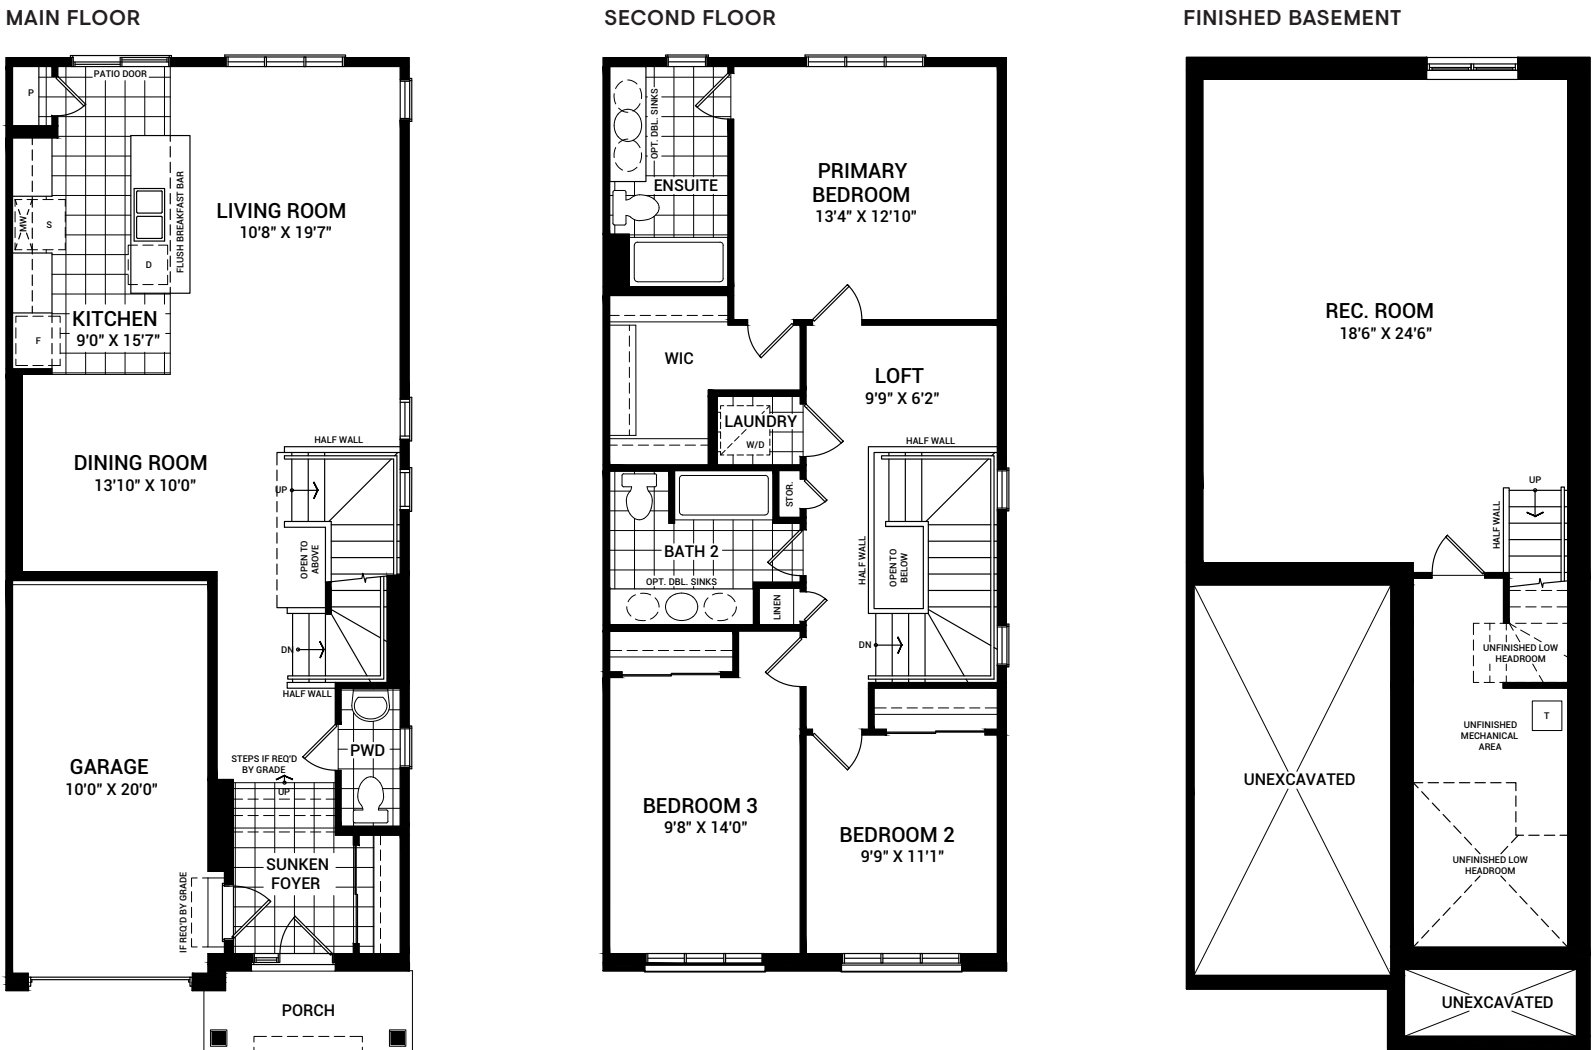 MAIN FLOOR
PATIO DOOR
P
FLUSH BREAKFAST BAR
MW
S
D
LIVING ROOM
10'8" X 19'7"
KITCHEN
9'0" X 15'7"
F
HALF WALL
DINING ROOM
13'10" X 10'0"
UP
OPEN TO
ABOVE
DN
HALF WALL
PWD
STEPS IF REQ'D
BY GRADE
UP
GARAGE
10'0" X 20'0"
SUNKEN
FOYER
IF REQ'D BY GRADE
PORCH
SECOND FLOOR
OPT. DBL. SINKS
ENSUITE
PRIMARY
BEDROOM
13'4" X 12'10"
WIC
LOFT
9'9" X 6'2"
LAUNDRY
W/D
HALF WALL
STOR.
BATH 2
OPT. DBL. SINKS
HALF WALL
OPEN TO
BELOW
LINEN
DN
BEDROOM 3
9'8" X 14'0"
BEDROOM 2
9'9" X 11'1"
FINISHED BASEMENT
REC. ROOM
18'6" X 24'6"
UP
HALF WALL
UNFINISHED LOW
HEADROOM
T
UNFINISHED
MECHANICAL
AREA
UNEXCAVATED
UNFINISHED LOW
HEADROOM
UNEXCAVATED